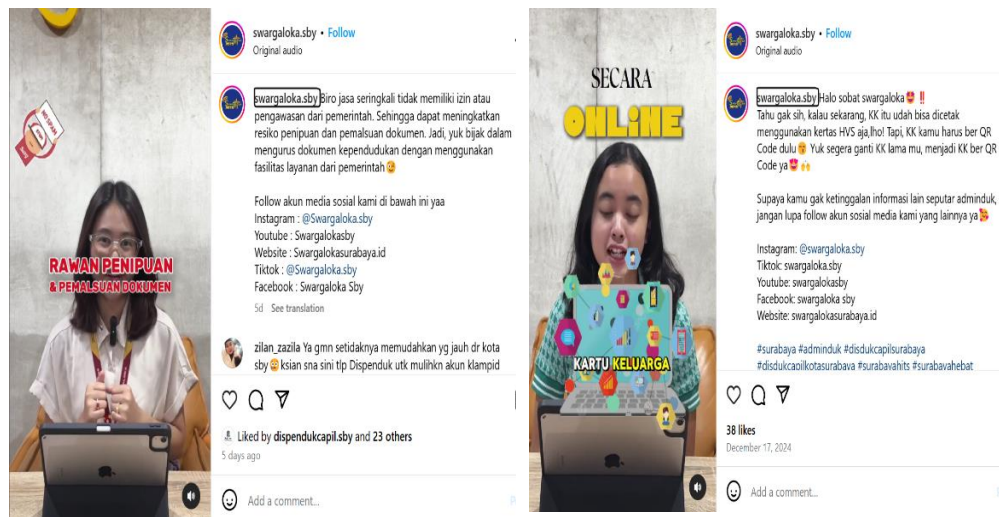 NO SPAM
RAWAN PENIPUAN
& PEMALSUAN DOKUMEN
swargaloka.sby • Follow
Original audio
swargaloka.sby Biro jasa seringkali tidak memiliki izin atau
pengawasan dari pemerintah. Sehingga dapat meningkatkan
resiko penipuan dan pemalsuan dokumen. Jadi, yuk bijak dalam
mengurus dokumen kependudukan dengan menggunakan
fasilitas layanan dari pemerintah
Follow akun media sosial kami di bawah ini yaa
Instagram : @Swargaloka.sby
Youtube : Swargalokasby
Website : Swargalokasurabaya.id
Tiktok : @Swargaloka.sby
Facebook : Swargaloka Sby
5d See translation
zilan_zazila Ya gmn setidaknya memudahkan yg jauh dr kota
sby ksian sna sini tlp Dispenduk utk mulihkn akun klampid
Liked by dispendukcapil.sby and 23 others
5 days ago
Add a comment...
SECARA
ONLINE
KARTU KELUARGA
swargaloka.sby • Follow
Original audio
swargaloka.sby Halo sobat swargaloka😍 ‼️
Tahu gak sih, kalau sekarang, KK itu udah bisa dicetak
menggunakan kertas HVS aja,lho! Tapi, KK kamu harus ber QR
Code dulu Yuk segera ganti KK lama mu, menjadi KK ber QR
Code ya😍🙌
Supaya kamu gak ketinggalan informasi lain seputar adminduk,
jangan lupa follow akun sosial media kami yang lainnya ya🥰
Instagram: @swargaloka.sby
Tiktok: swargaloka.sby
Youtube: swargalokasby
Facebook: swargaloka sby
Website: swargalokasurabaya.id
#surabaya #adminduk #disdukcapilsurabaya
#disdukcapilkotasurabaya #surabayahits #surabayahebat
38 likes
December 17, 2024
Add a comment...